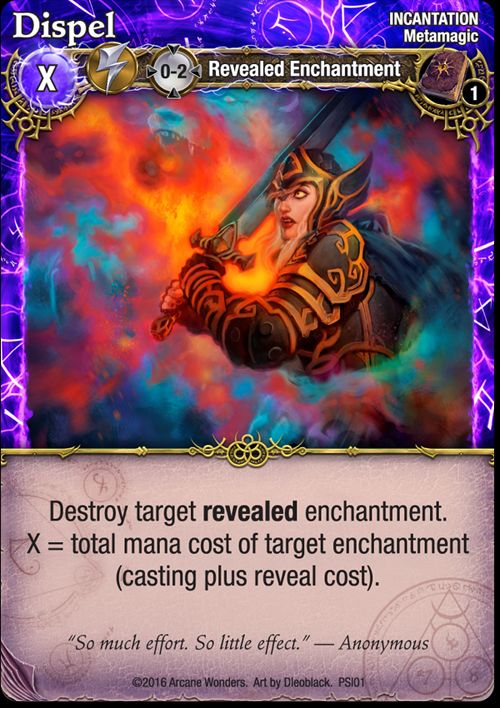 Dispel
INCANTATION
Metamagic
X
0-2
Revealed Enchantment
1
Destroy target revealed enchantment.
X = total mana cost of target enchantment
(casting plus reveal cost).
“So much effort. So little effect.” — Anonymous
©2016 Arcane Wonders. Art by Dleoblack. PSI01